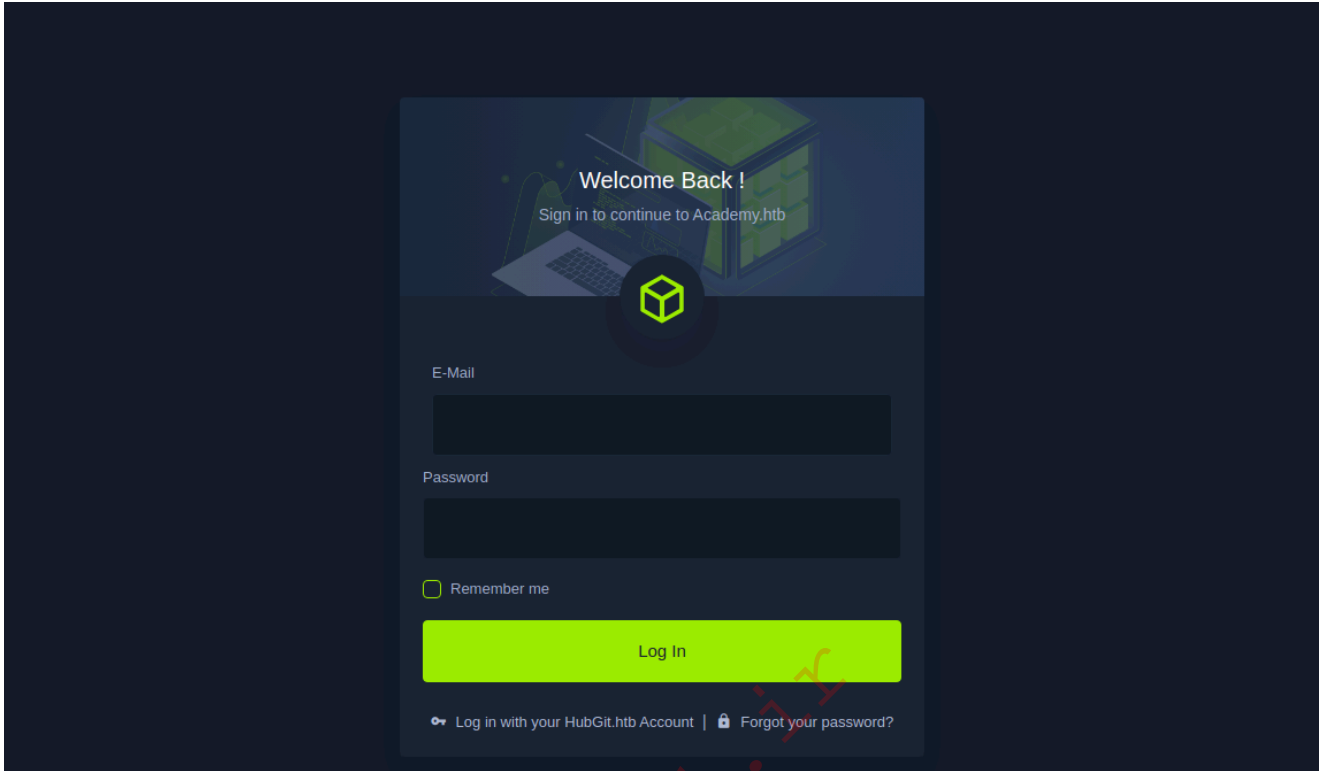 Welcome Back !
Sign in to continue to Academy.htb
E-Mail
Password
Remember me
Log In
Log in with your HubGit.htb Account | Forgot your password?
.ir